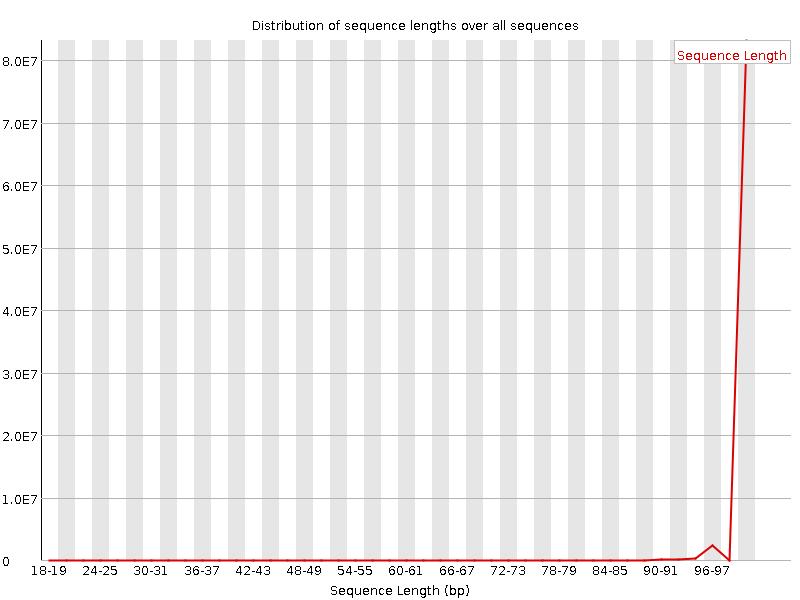 Distribution of sequence lengths over all sequences
Sequence Length
8.0E7
7.0E7
6.0E7
5.0E7
4.0E7
3.0E7
2.0E7
1.0E7
0
18-19 24-25 30-31 36-37 42-43 48-49 54-55 60-61 66-67 72-73 78-79 84-85 90-91 96-97
Sequence Length (bp)